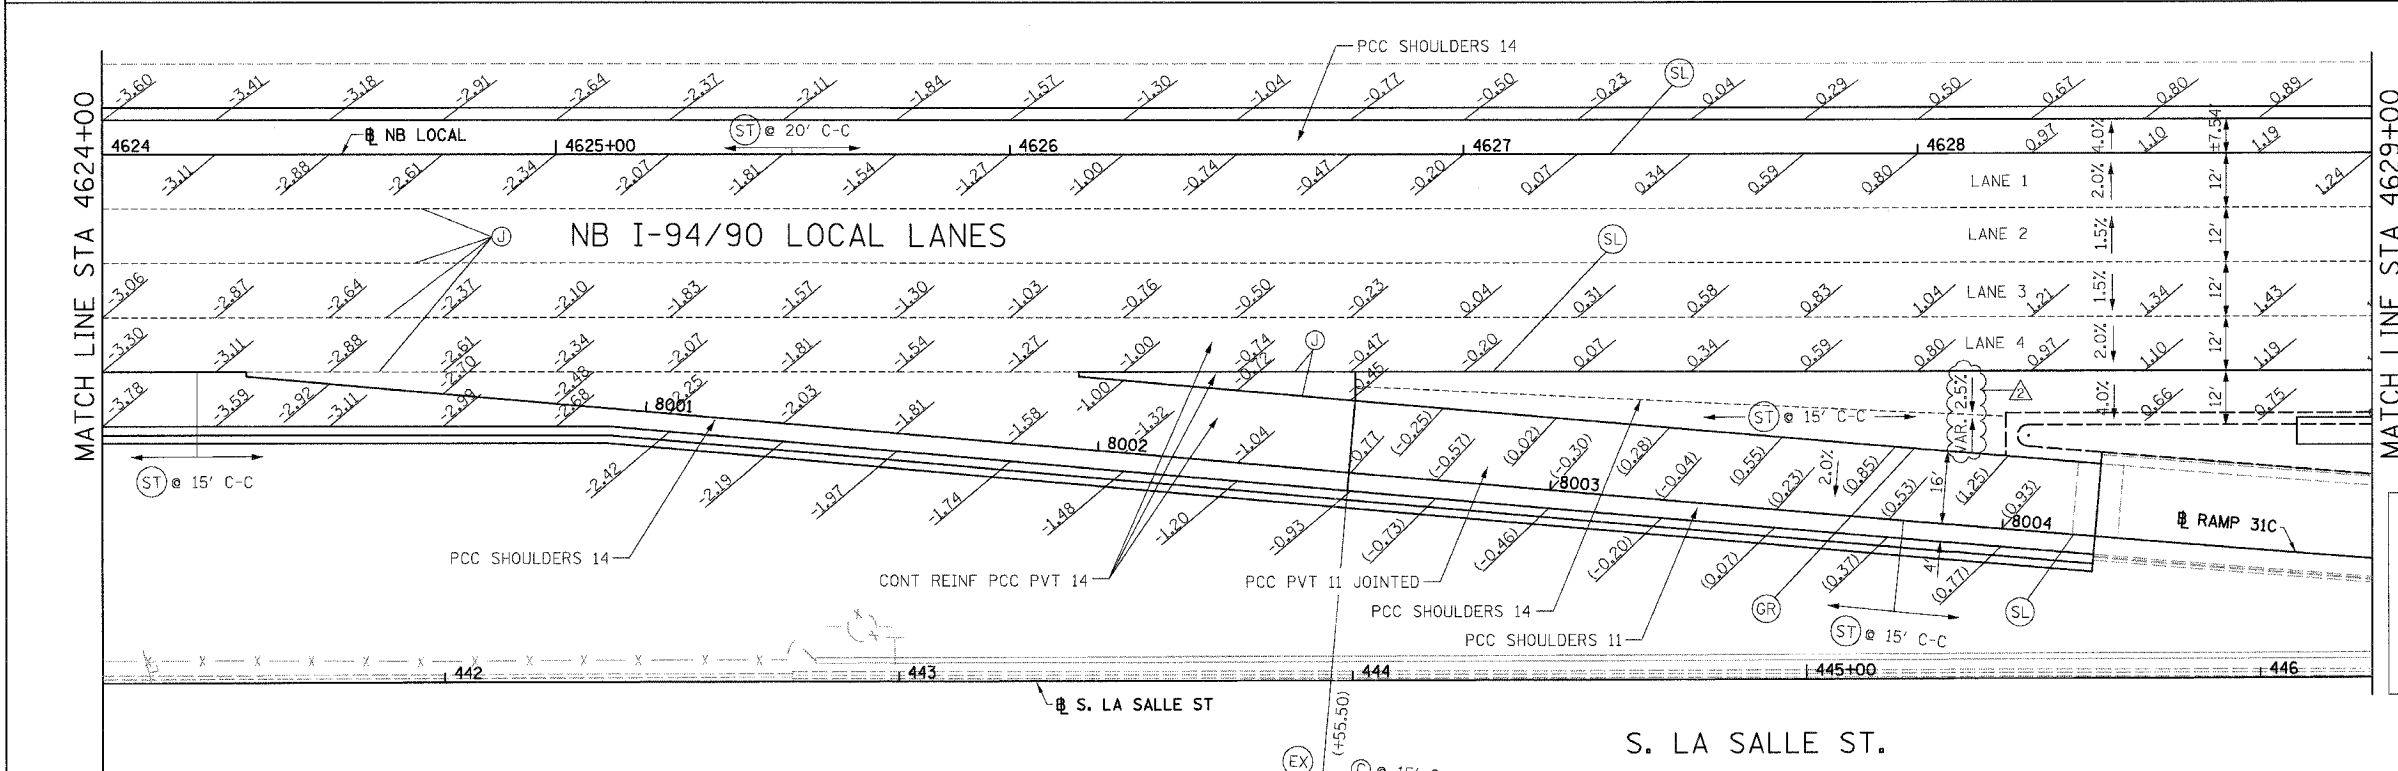 PCC SHOULDERS 14
SL
-3.60 -3.41 -3.18 -2.91 -2.64 -2.37 -2.11 -1.84 -1.57 -1.30 -1.04 -0.77 -0.50 -0.23 0.04 0.29 0.50 0.67 0.80 0.89
MATCH LINE STA 4624+00
4624
℄ NB LOCAL
4625+00
ST @ 20' C-C
4626
4627
4628
0.97 4.0% 1.10 ±7.54' 1.19
-3.11 -2.88 -2.61 -2.34 -2.07 -1.81 -1.54 -1.27 -1.00 -0.74 -0.47 -0.20 0.07 0.34 0.59 0.80
LANE 1 2.0% 12' 1.24
J
NB I-94/90 LOCAL LANES
SL
LANE 2 1.5% 12'
-3.06 -2.87 -2.64 -2.37 -2.10 -1.83 -1.57 -1.30 -1.03 -0.76 -0.50 -0.23 0.04 0.31 0.58 0.83 1.04
LANE 3 1.21 1.5% 1.34 12' 1.43
-3.30 -3.11 -2.88 -2.61 -2.34 -2.07 -1.81 -1.54 -1.27 -1.00 -0.74 J -0.47 -0.20 0.07 0.34 0.59 0.80
LANE 4 0.97 2.0% 1.10 12' 1.19
MATCH LINE STA 4629+00
-2.70 -2.48 -2.25 -0.72 -0.45
-3.78 -3.59 -2.92 -3.11 -2.99 -2.68 8001 -2.03 -1.81 -1.58 -1.00 -1.32
VAR. 2.5% 2 4.0% 0.66 12' 0.75
ST @ 15' C-C
ST @ 15' C-C
8002 -1.04 -0.77 (-0.25) (-0.57) (0.02) (-0.30) (0.28) (-0.04) (0.55) (0.23) 2.0% (0.85) (0.53) 16' (1.25) (0.93)
8003
8004
℄ RAMP 31C
-2.42 -2.19 -1.97 -1.74 -1.48 -1.20 -0.93 (-0.73) (-0.46) (-0.20) (0.07) (0.37) 4' (0.77)
PCC SHOULDERS 14
CONT REINF PCC PVT 14
PCC PVT 11 JOINTED
PCC SHOULDERS 14
PCC SHOULDERS 11
GR
ST @ 15' C-C
SL
442
443
444
445+00
446
℄ S. LA SALLE ST
(+55.50)
S. LA SALLE ST.
EX